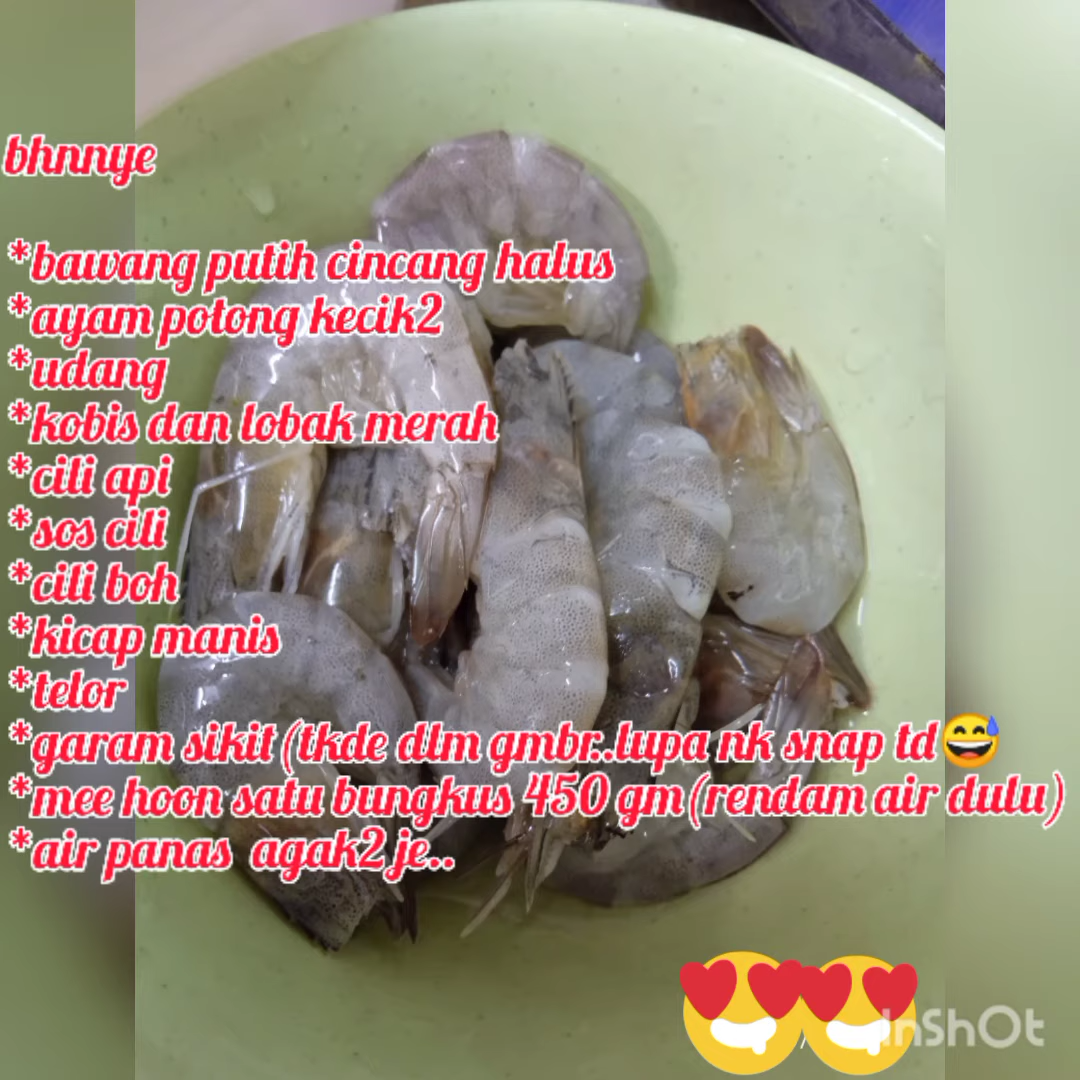 bhnnye
*bawang putih cincang halus
*ayam potong kecik2
*udang
*kobis dan lobak merah
*cili api
*sos cili
*cili boh
*kicap manis
*telor
*garam sikit (tkde dlm gmbr..lupa nk snap td😅
*mee hoon satu bungkus 450 gm(rendam air dulu)
*air panas agak2 je..
InShOt